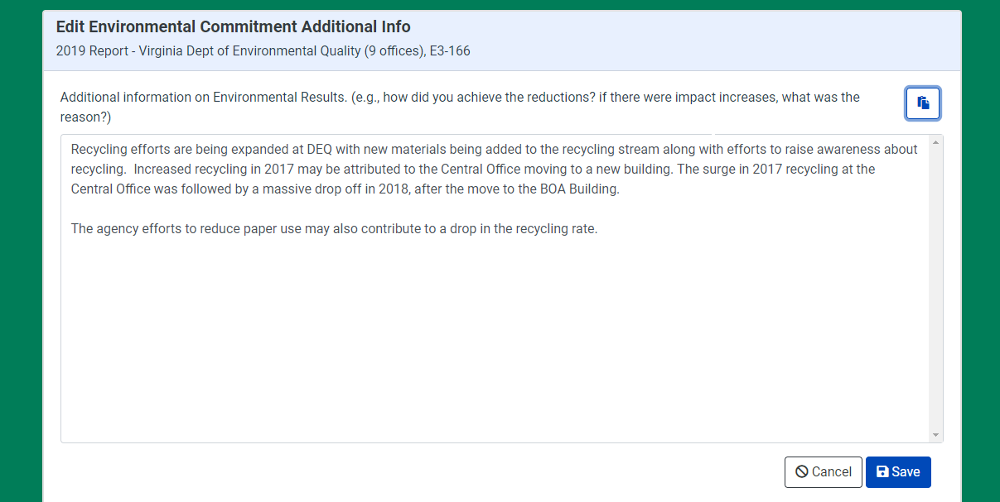 Edit Environmental Commitment Additional Info
2019 Report - Virginia Dept of Environmental Quality (9 offices), E3-166
Additional information on Environmental Results. (e.g., how did you achieve the reductions? if there were impact increases, what was the
reason?)
Recycling efforts are being expanded at DEQ with new materials being added to the recycling stream along with efforts to raise awareness about
recycling.  Increased recycling in 2017 may be attributed to the Central Office moving to a new building. The surge in 2017 recycling at the
Central Office was followed by a massive drop off in 2018, after the move to the BOA Building.
The agency efforts to reduce paper use may also contribute to a drop in the recycling rate.
Cancel Save